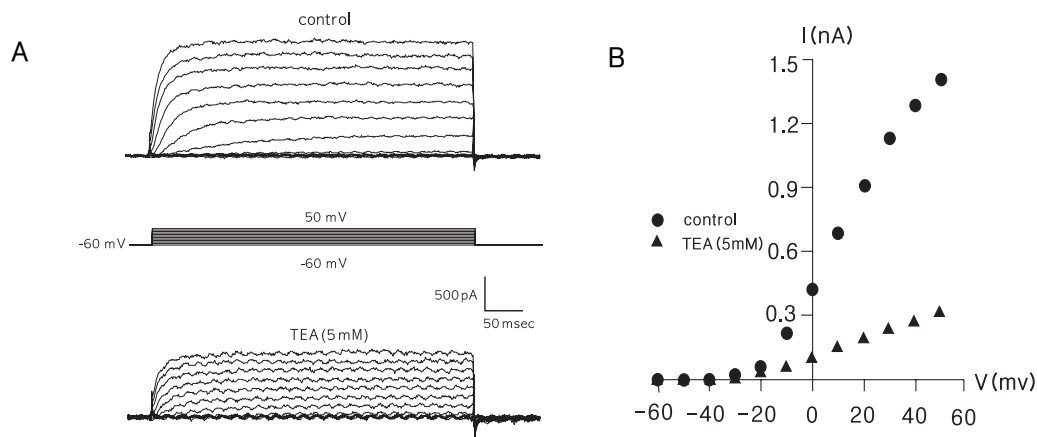 A
control
50 mV
-60 mV
-60 mV
500 pA
50 msec
TEA (5 mM)
B
I (nA)
1.5
1.2
0.9
0.6
0.3
control
TEA (5mM)
V (mv)
-60 -40 -20 0 20 40 60